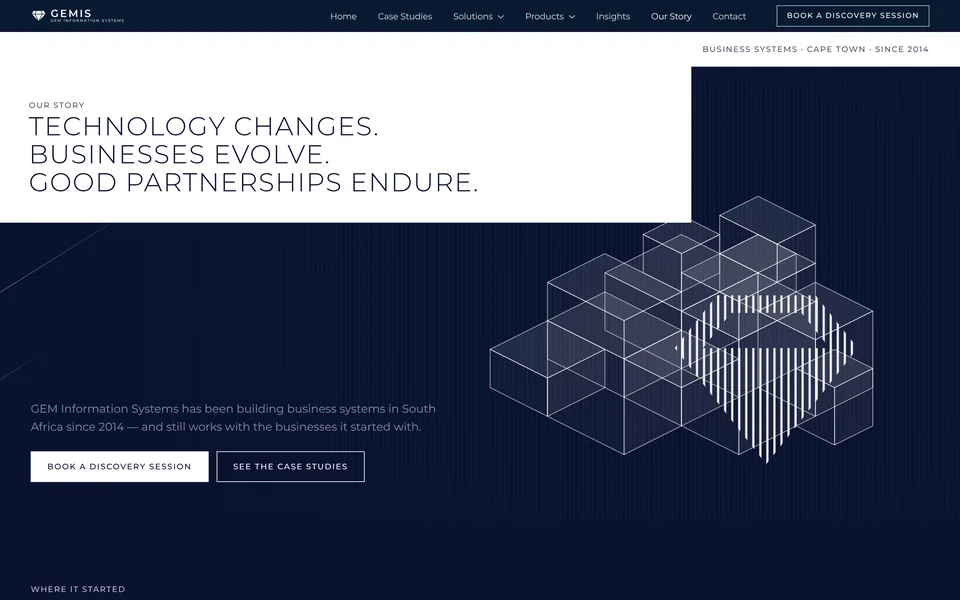 GEMIS
GEM INFORMATION SYSTEMS
Home
Case Studies
Solutions
Products
Insights
Our Story
Contact
BOOK A DISCOVERY SESSION
BUSINESS SYSTEMS - CAPE TOWN - SINCE 2014
OUR STORY
TECHNOLOGY CHANGES.
BUSINESSES EVOLVE.
GOOD PARTNERSHIPS ENDURE.
GEM Information Systems has been building business systems in South
Africa since 2014 — and still works with the businesses it started with.
BOOK A DISCOVERY SESSION
SEE THE CASE STUDIES
WHERE IT STARTED